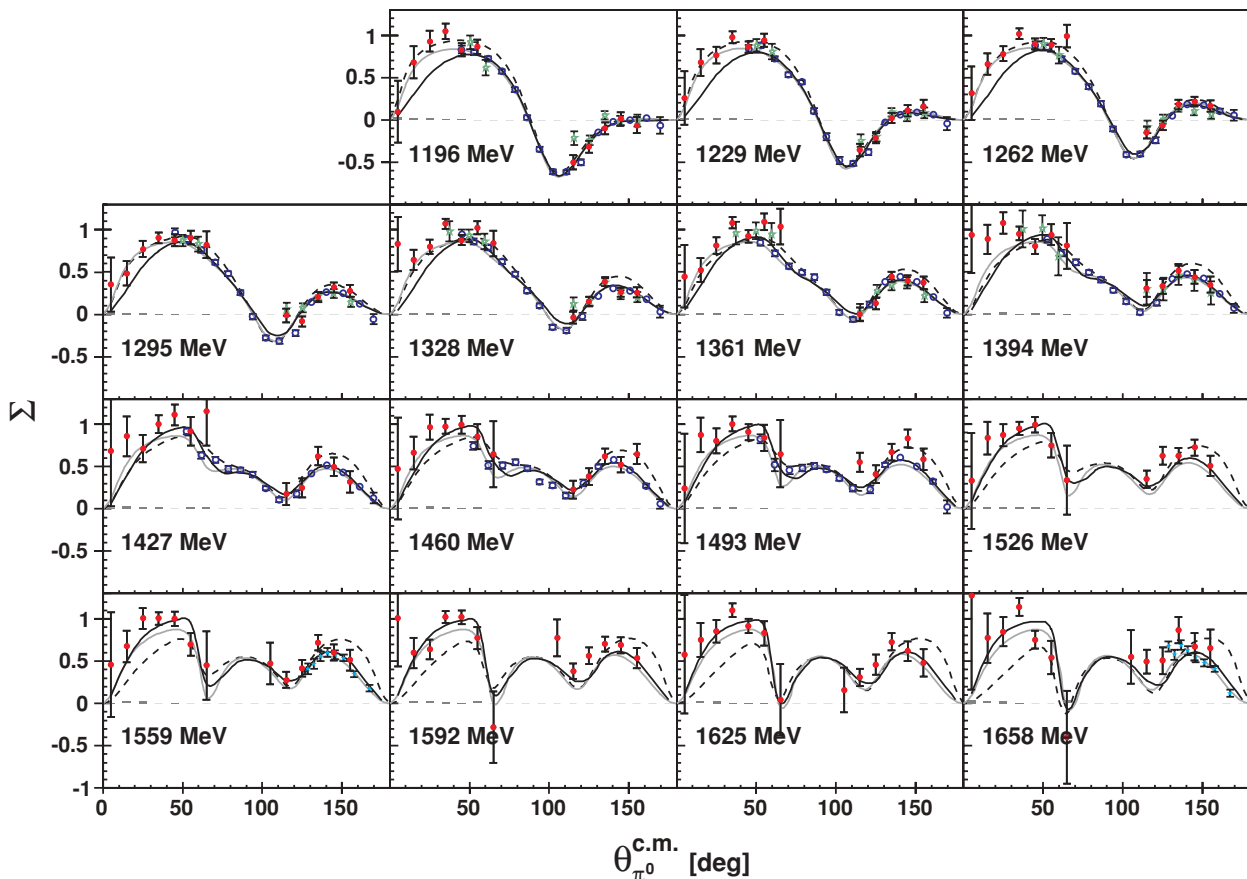 1
0.5
0
-0.5
1196 MeV
1229 MeV
1262 MeV
1
0.5
0
-0.5
1295 MeV
1328 MeV
1361 MeV
1394 MeV
Σ
1
0.5
0
-0.5
1427 MeV
1460 MeV
1493 MeV
1526 MeV
1
0.5
0
-0.5
-1
1559 MeV
1592 MeV
1625 MeV
1658 MeV
0 50 100 150 50 100 150 50 100 150 50 100 150
θ_{π⁰}^{c.m.} [deg]